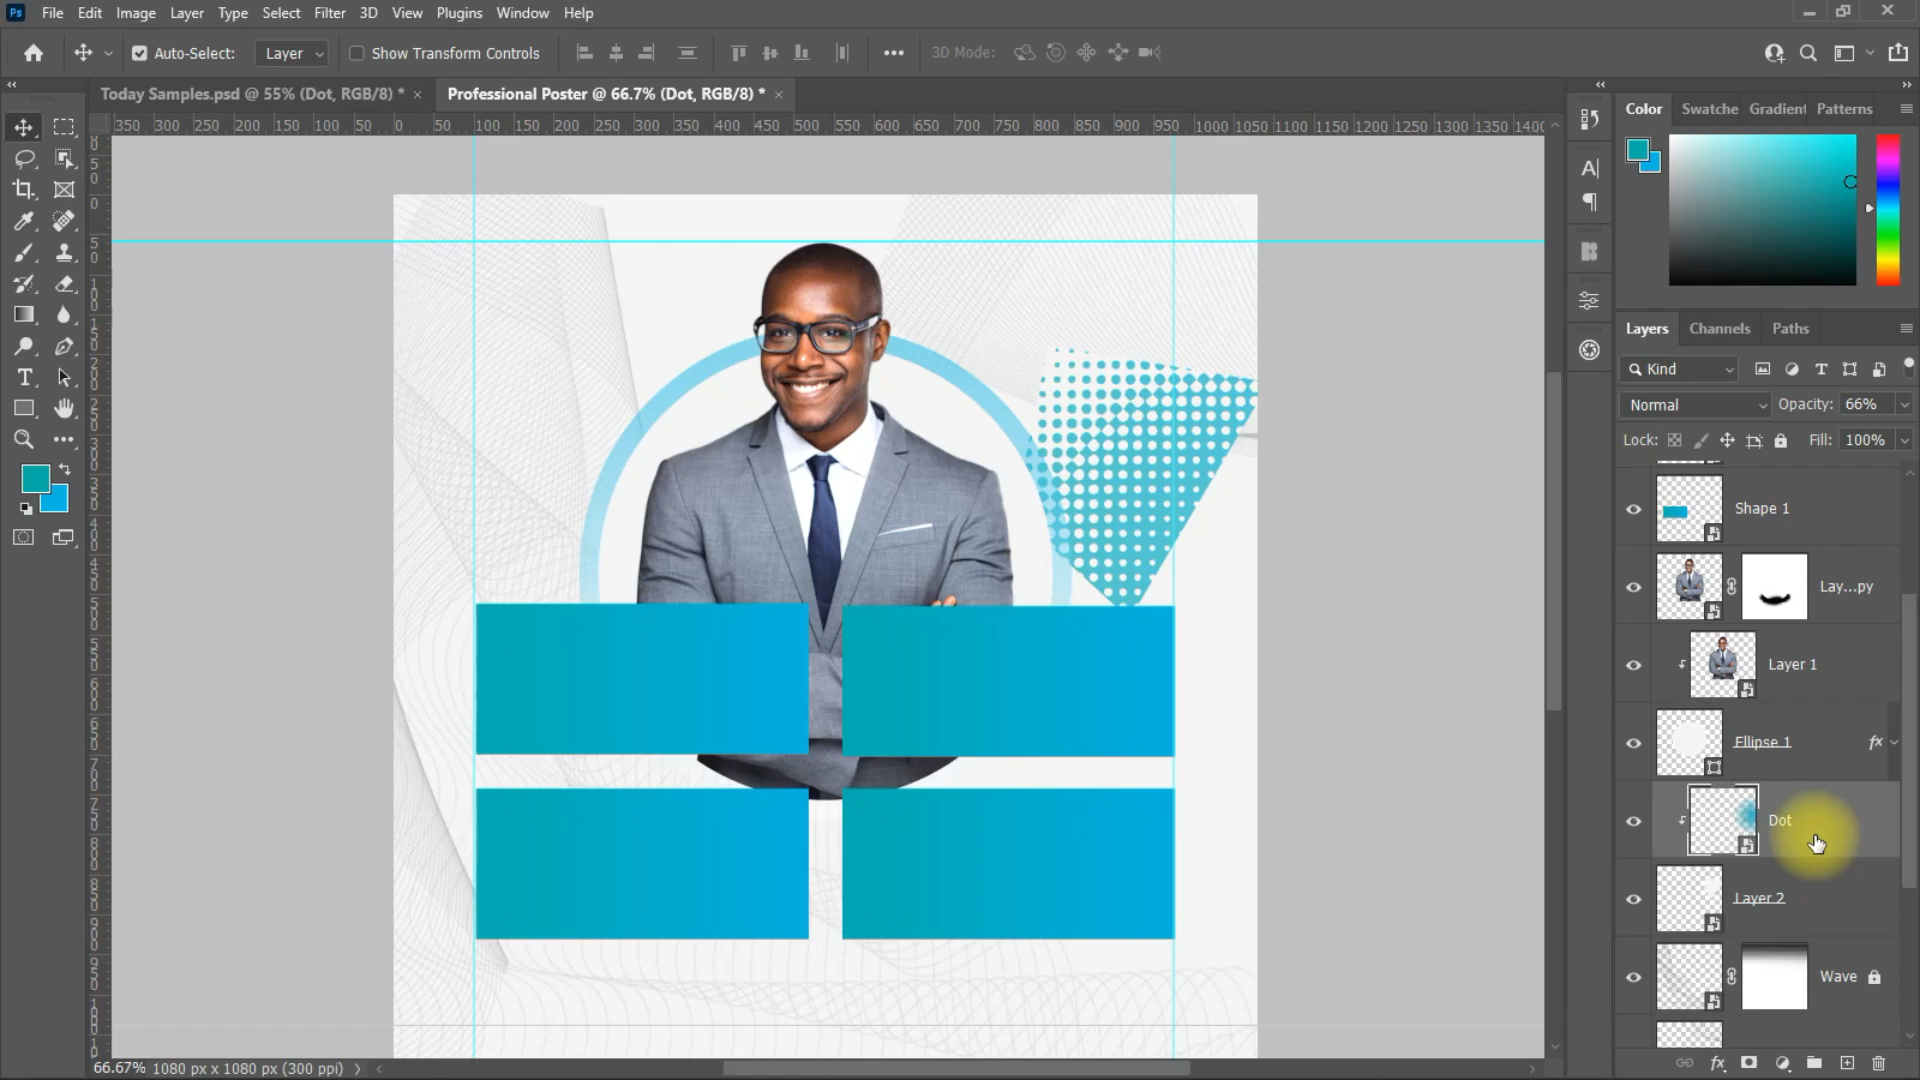 Ps File Edit Image Layer Type Select Filter 3D View Plugins Window Help
Auto-Select: Layer Show Transform Controls 3D Mode:
Today Samples.psd @ 55% (Dot, RGB/8) * × Professional Poster @ 66.7% (Dot, RGB/8) * ×
350 300 250 200 150 100 50 0 50 100 150 200 250 300 350 400 450 500 550 600 650 700 750 800 850 900 950 1000 1050 1100 1150 1200 1250 1300 1350 1400
Color Swatche Gradient Patterns
Layers Channels Paths
Kind
Normal Opacity: 66%
Lock: Fill: 100%
Shape 1
Lay...py
Layer 1
Ellipse 1 fx
Dot
Layer 2
Wave
66.67% 1080 px x 1080 px (300 ppi)